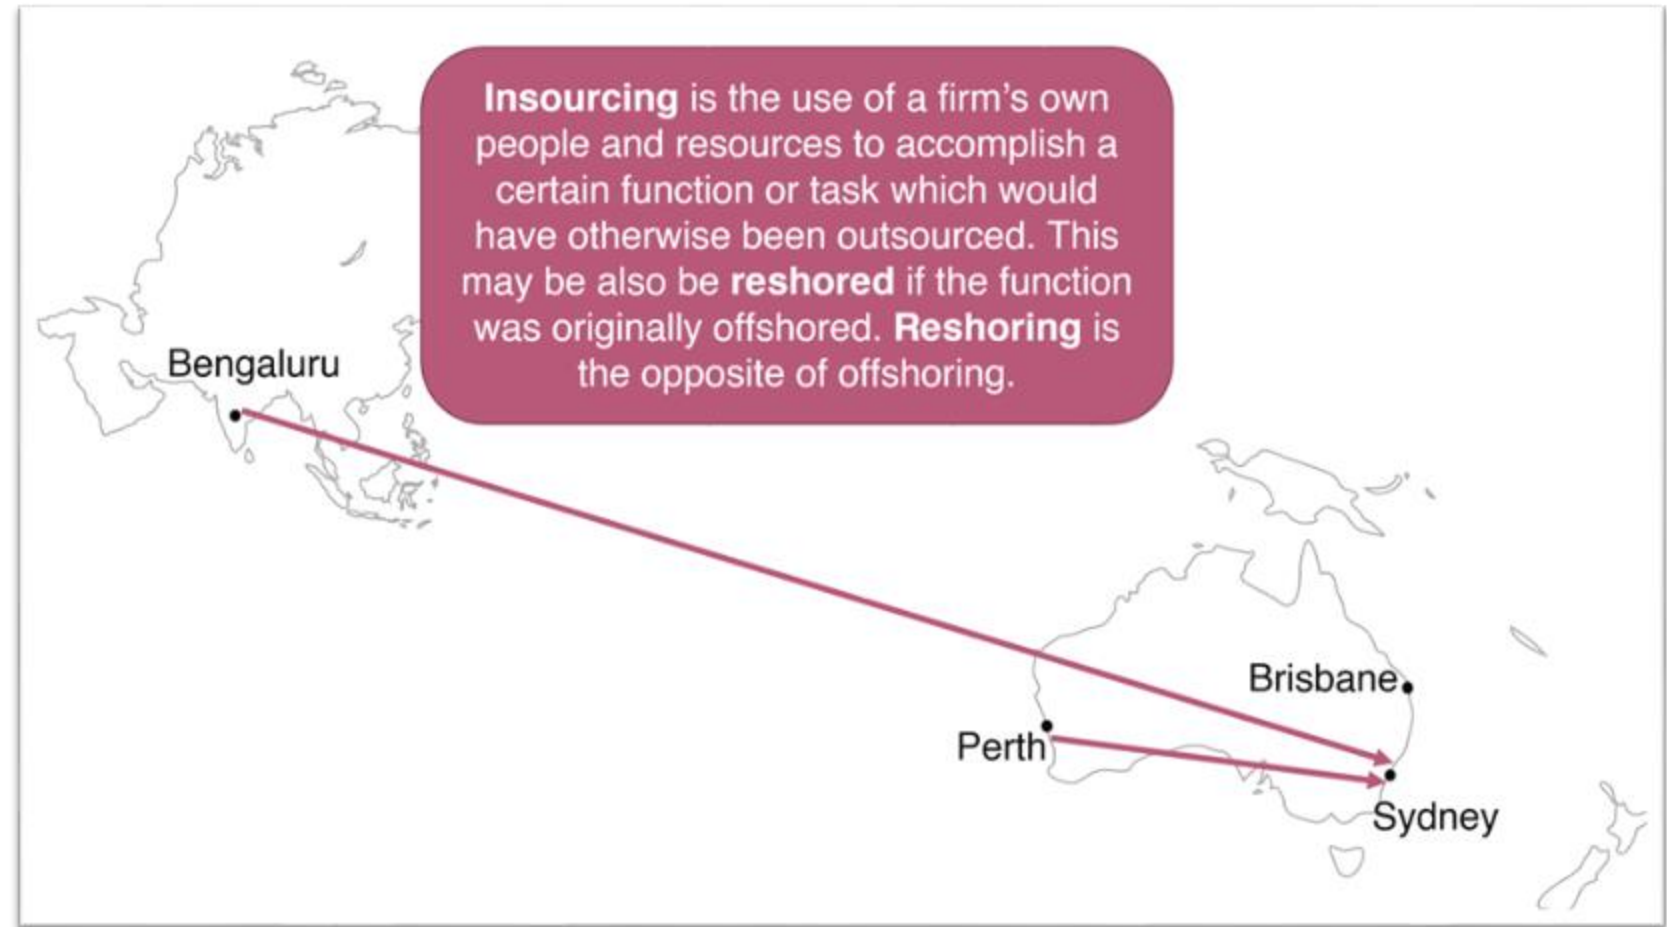 Insourcing is the use of a firm's own
people and resources to accomplish a
certain function or task which would
have otherwise been outsourced. This
may be also be reshored if the function
was originally offshored. Reshoring is
the opposite of offshoring.
Bengaluru
Brisbane
Perth
Sydney